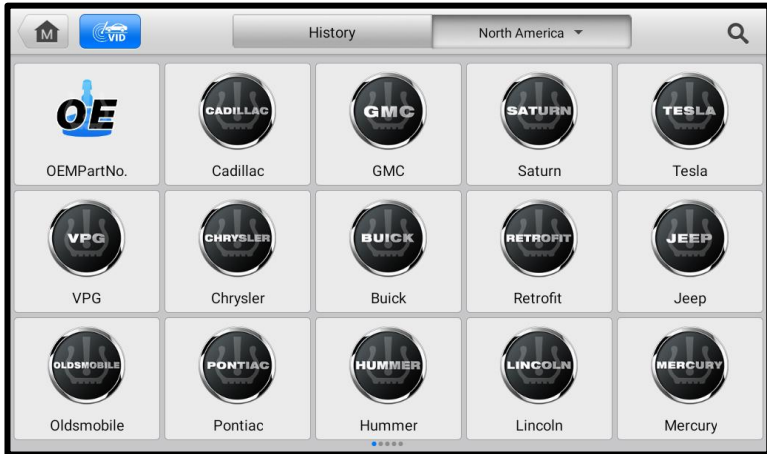 M
VID
History
North America
OE
CADILLAC
GMC
SATURN
TESLA
OEMPartNo.
Cadillac
GMC
Saturn
Tesla
VPG
CHRYSLER
BUICK
RETROFIT
JEEP
VPG
Chrysler
Buick
Retrofit
Jeep
OLDSMOBILE
PONTIAC
HUMMER
LINCOLN
MERCURY
Oldsmobile
Pontiac
Hummer
Lincoln
Mercury